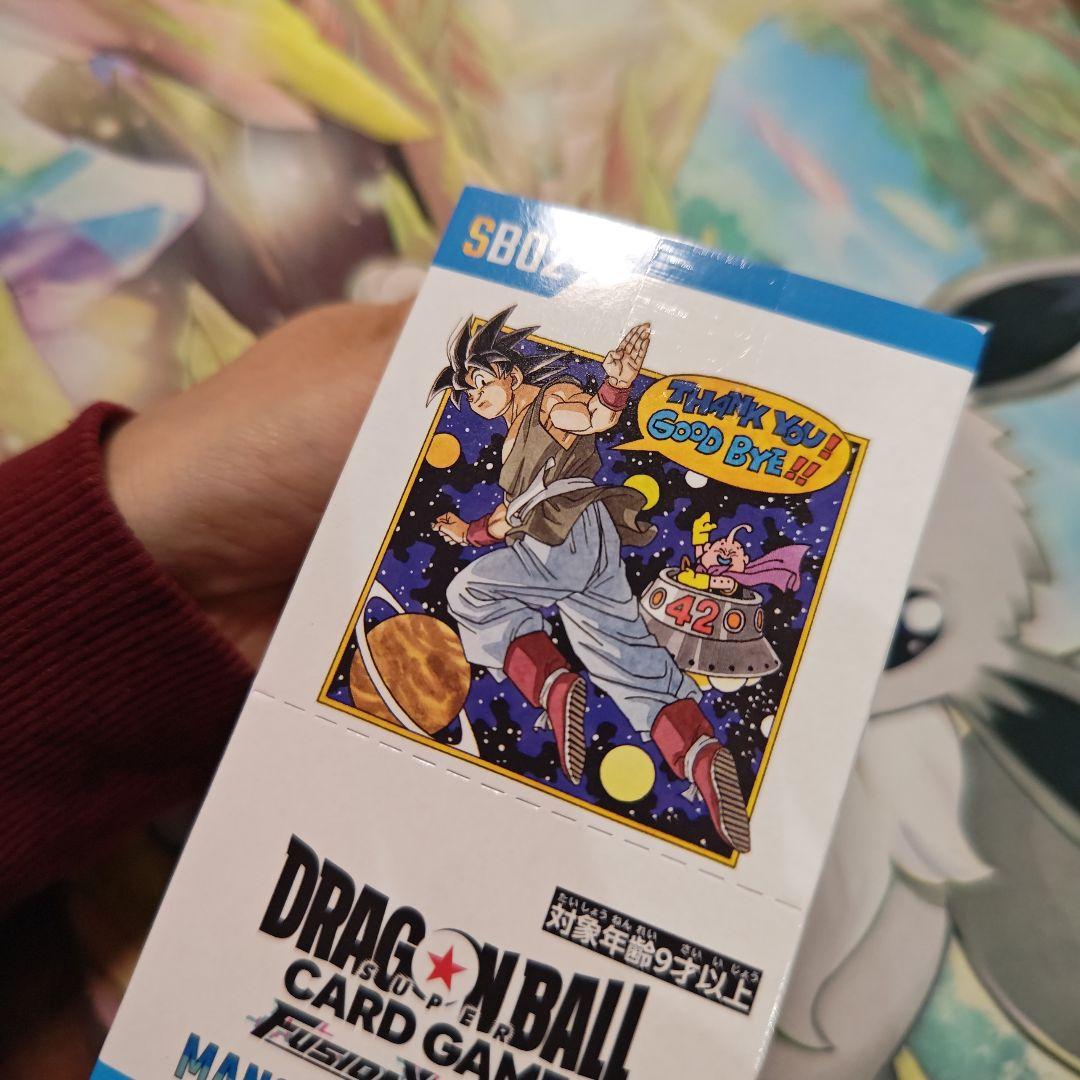 SB02
THANK YOU!
GOOD BYE!!
42
たいしょう ねん れい さい い じょう
対象年齢9才以上
DRAGON BALL
SUPER
CARD GAME
FUSION
MAN